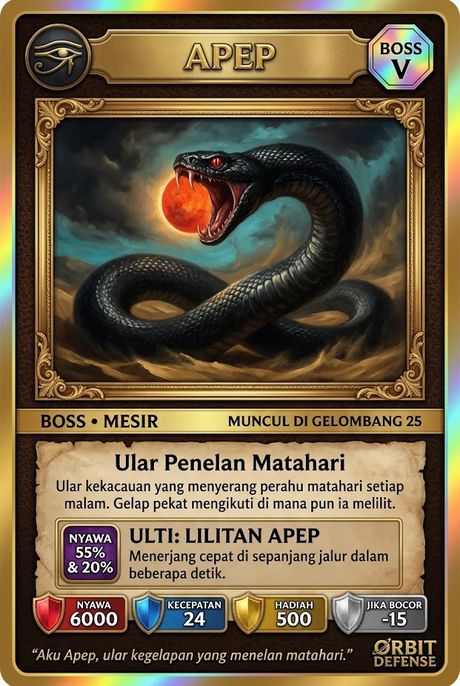 APEP
BOSS
V
BOSS • MESIR
MUNCUL DI GELOMBANG 25
Ular Penelan Matahari
Ular kekacauan yang menyerang perahu matahari setiap
malam. Gelap pekat mengikuti di mana pun ia melilit.
NYAWA
55%
& 20%
ULTI: LILITAN APEP
Menerjang cepat di sepanjang jalur dalam
beberapa detik.
NYAWA
6000
KECEPATAN
24
HADIAH
500
JIKA BOCOR
-15
"Aku Apep, ular kegelapan yang menelan matahari."
ORBIT
DEFENSE